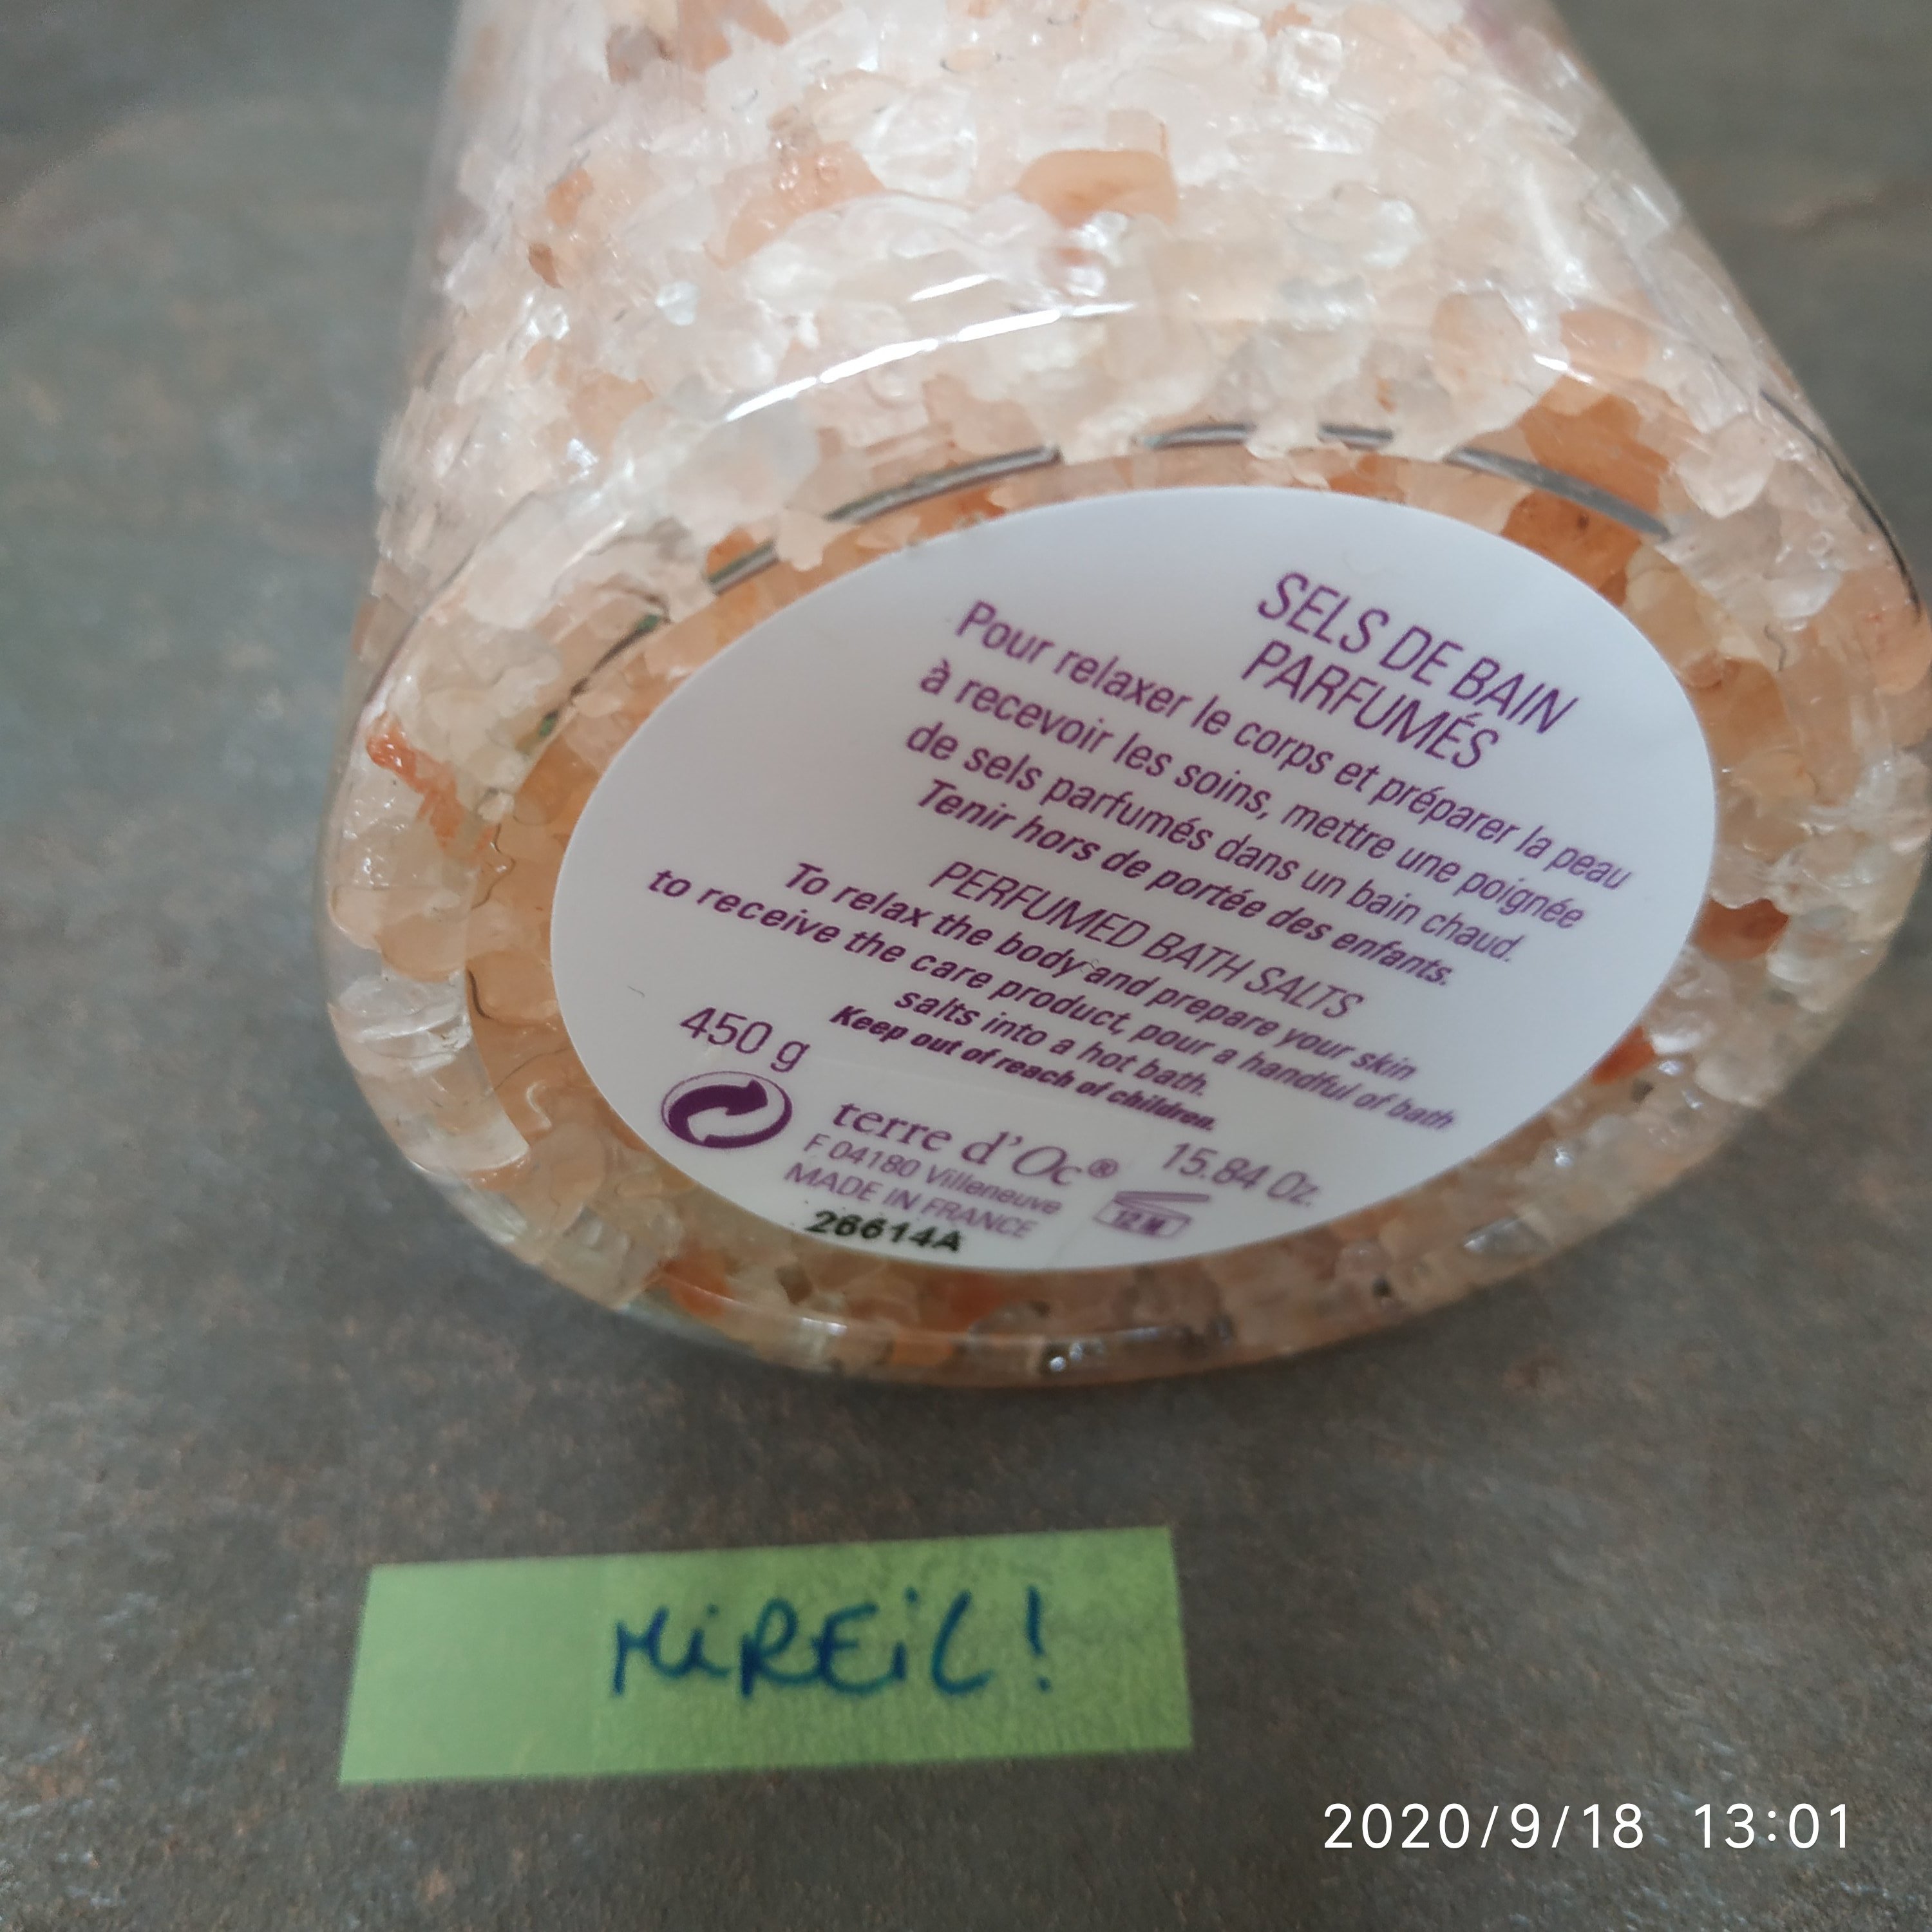 SELS DE BAIN
PARFUMÉS
Pour relaxer le corps et préparer la peau
à recevoir les soins, mettre une poignée
de sels parfumés dans un bain chaud.
Tenir hors de portée des enfants.
PERFUMED BATH SALTS
To relax the body and prepare your skin
to receive the care product, pour a handful of bath
salts into a hot bath.
Keep out of reach of children.
450 g
15.84 Oz.
terre d'Oc®
F 04180 Villeneuve
MADE IN FRANCE
12 M
26614A
MiREiL!
2020/9/18 13:01